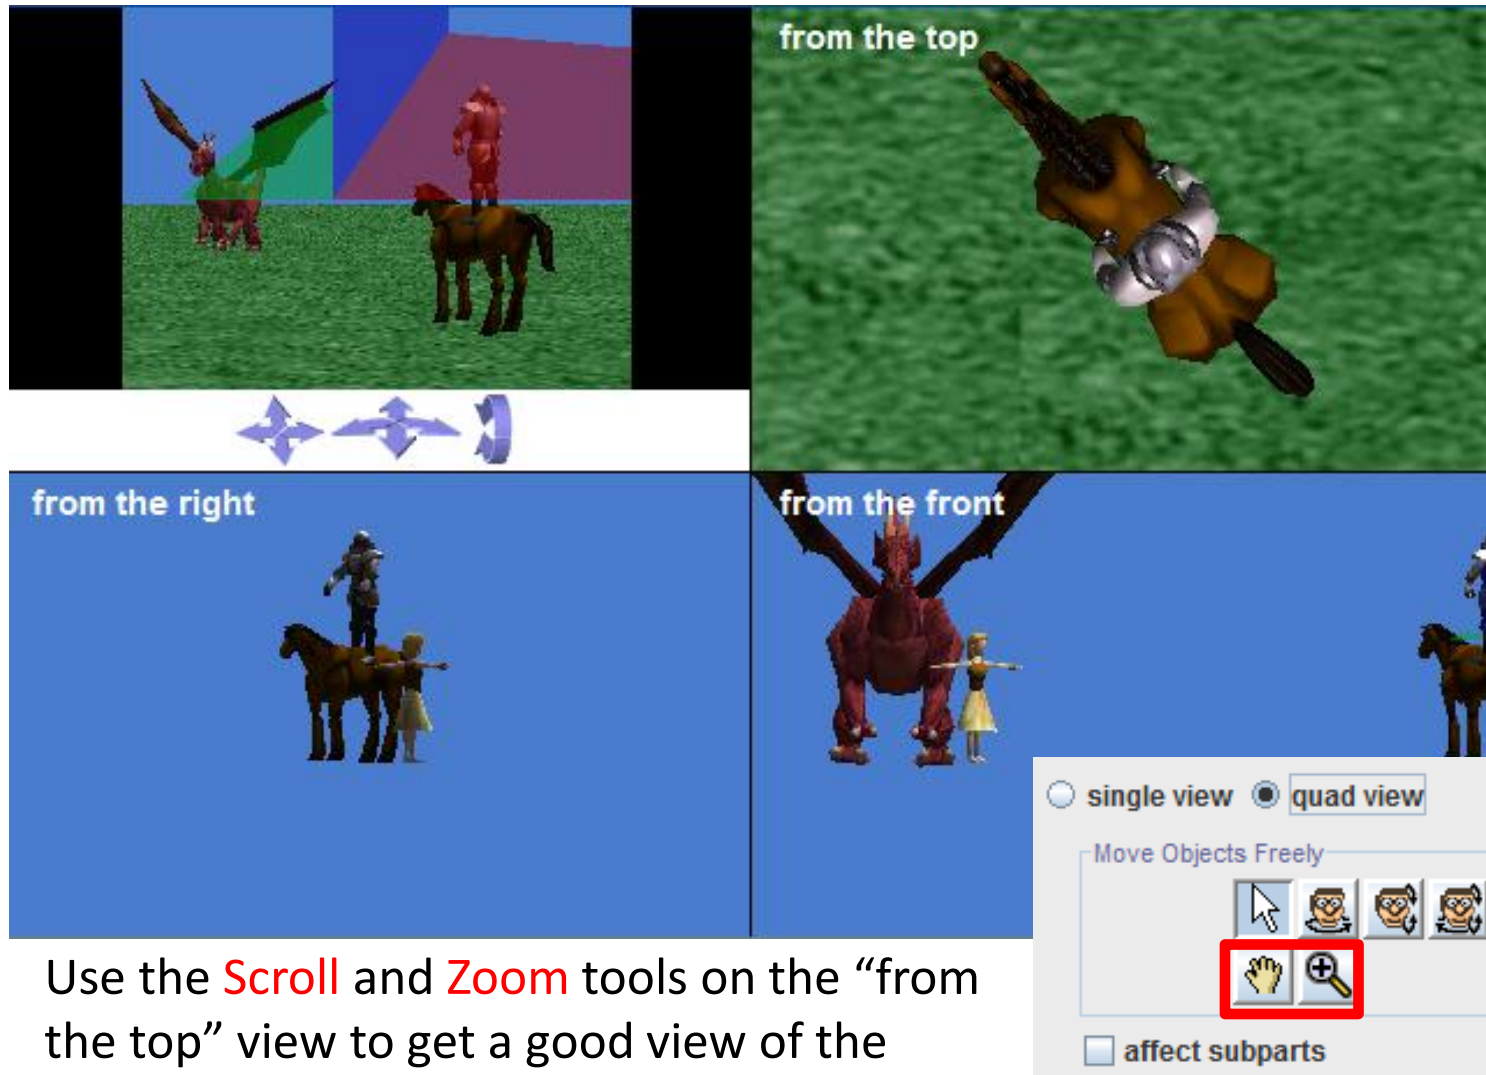 from the top
from the right
from the front
single view quad view
Move Objects Freely
affect subparts
Use the Scroll and Zoom tools on the “from
the top” view to get a good view of the